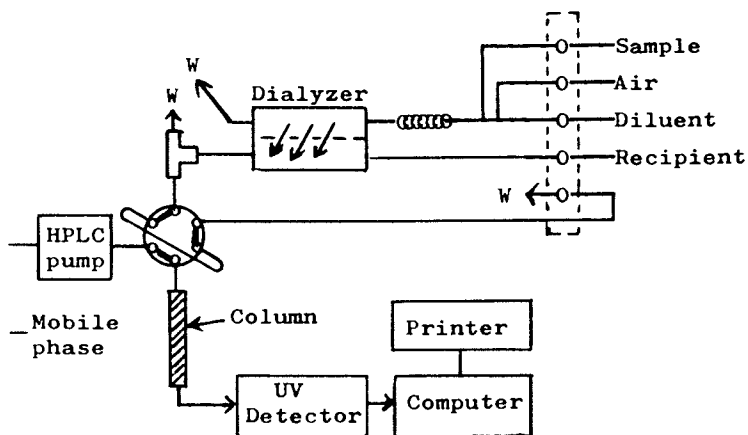 Sample
W
Air
Dialyzer
W
Diluent
Recipient
W
HPLC
pump
Mobile
phase
Column
Printer
UV
Detector
Computer